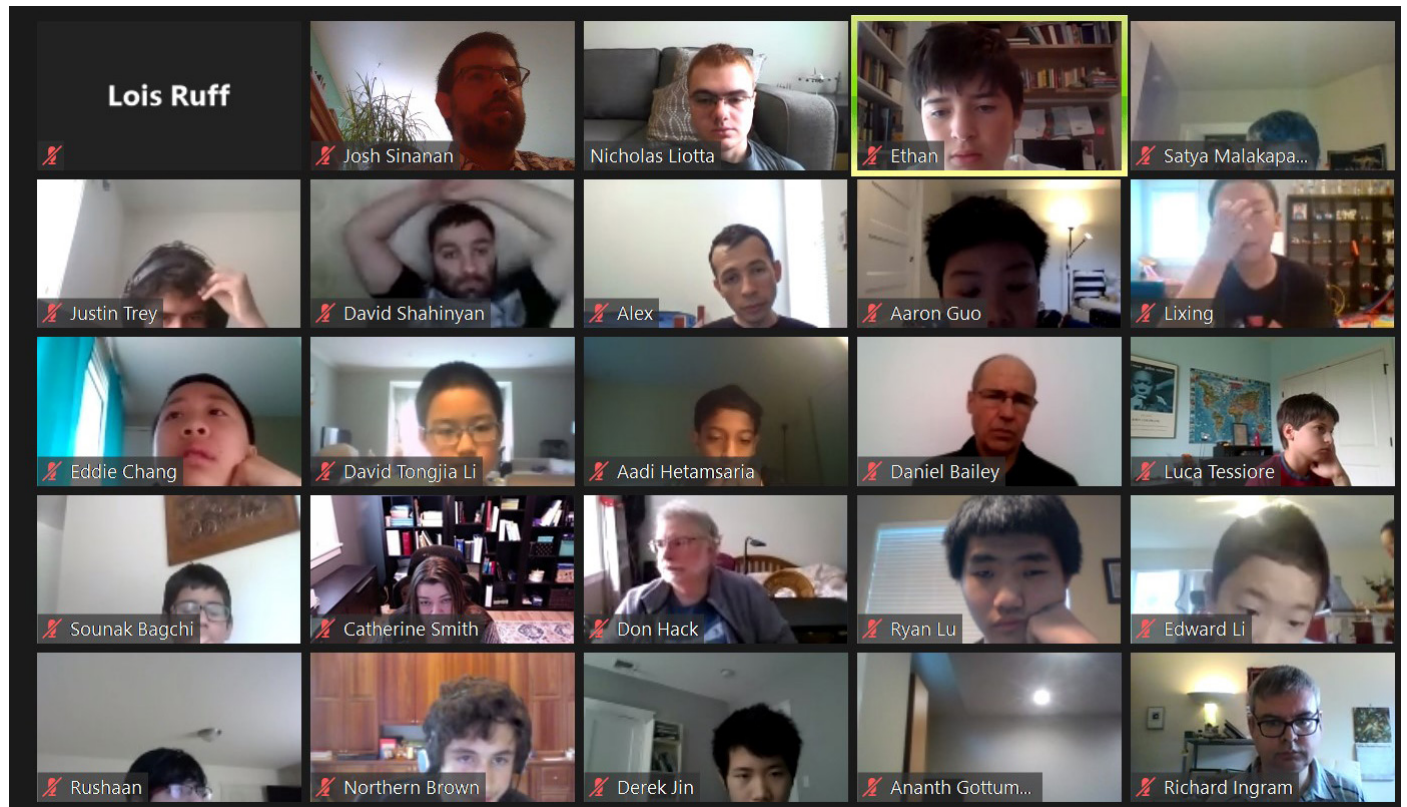 Lois Ruff
Josh Sinanan
Nicholas Liotta
Ethan
Satya Malakapa...
Justin Trey
David Shahinyan
Alex
Aaron Guo
Lixing
Eddie Chang
David Tongjia Li
Aadi Hetamsaria
Daniel Bailey
Luca Tessiore
Sounak Bagchi
Catherine Smith
Don Hack
Ryan Lu
Edward Li
Rushaan
Northern Brown
Derek Jin
Ananth Gottum...
Richard Ingram